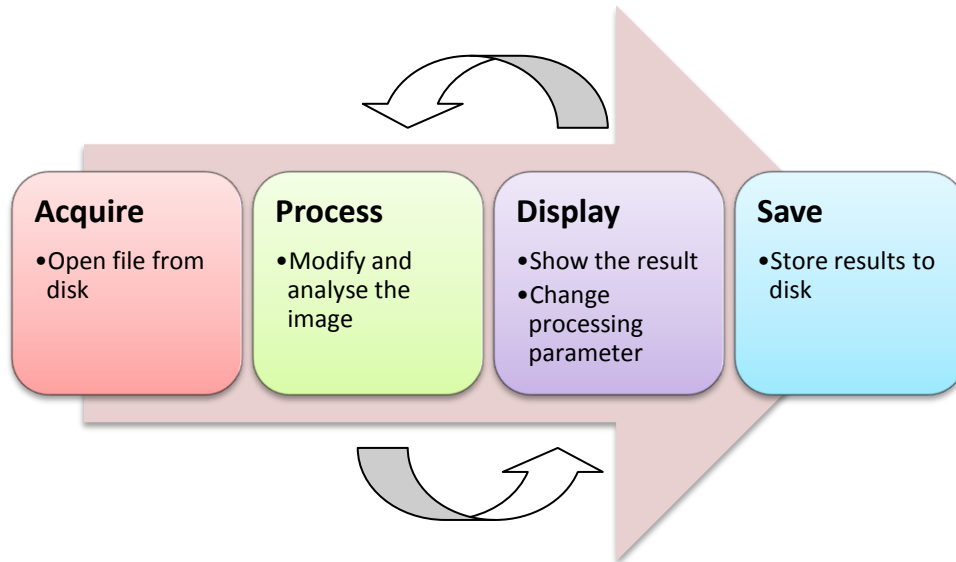 Acquire
•Open file from
disk
Process
•Modify and
analyse the
image
Display
•Show the result
•Change
processing
parameter
Save
•Store results to
disk